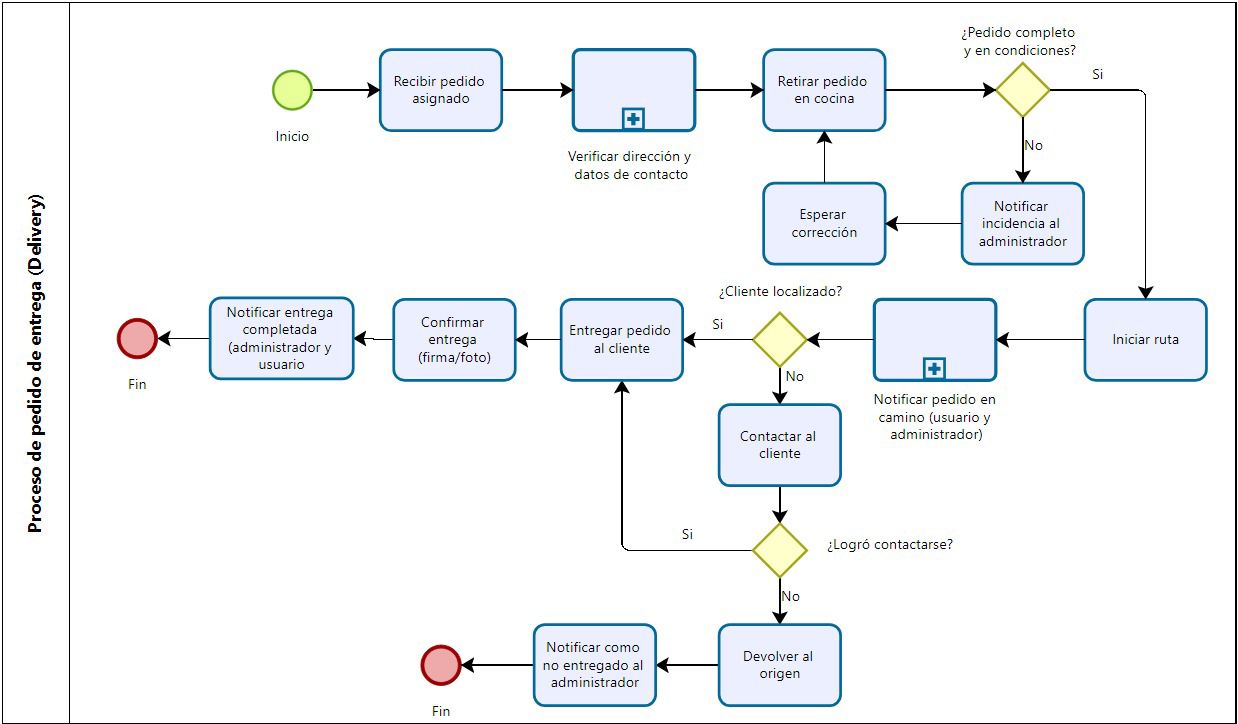 Proceso de pedido de entrega (Delivery)
¿Pedido completo
y en condiciones?
Recibir pedido
asignado
Retirar pedido
en cocina
Si
Inicio
Verificar dirección y
datos de contacto
No
Esperar
corrección
Notificar
incidencia al
administrador
¿Cliente localizado?
Notificar entrega
completada
(administrador y
usuario
Confirmar
entrega
(firma/foto)
Entregar pedido
al cliente
Si
Iniciar ruta
Fin
No
Notificar pedido en
camino (usuario y
administrador)
Contactar al
cliente
Si
¿Logró contactarse?
No
Notificar como
no entregado al
administrador
Devolver al
origen
Fin